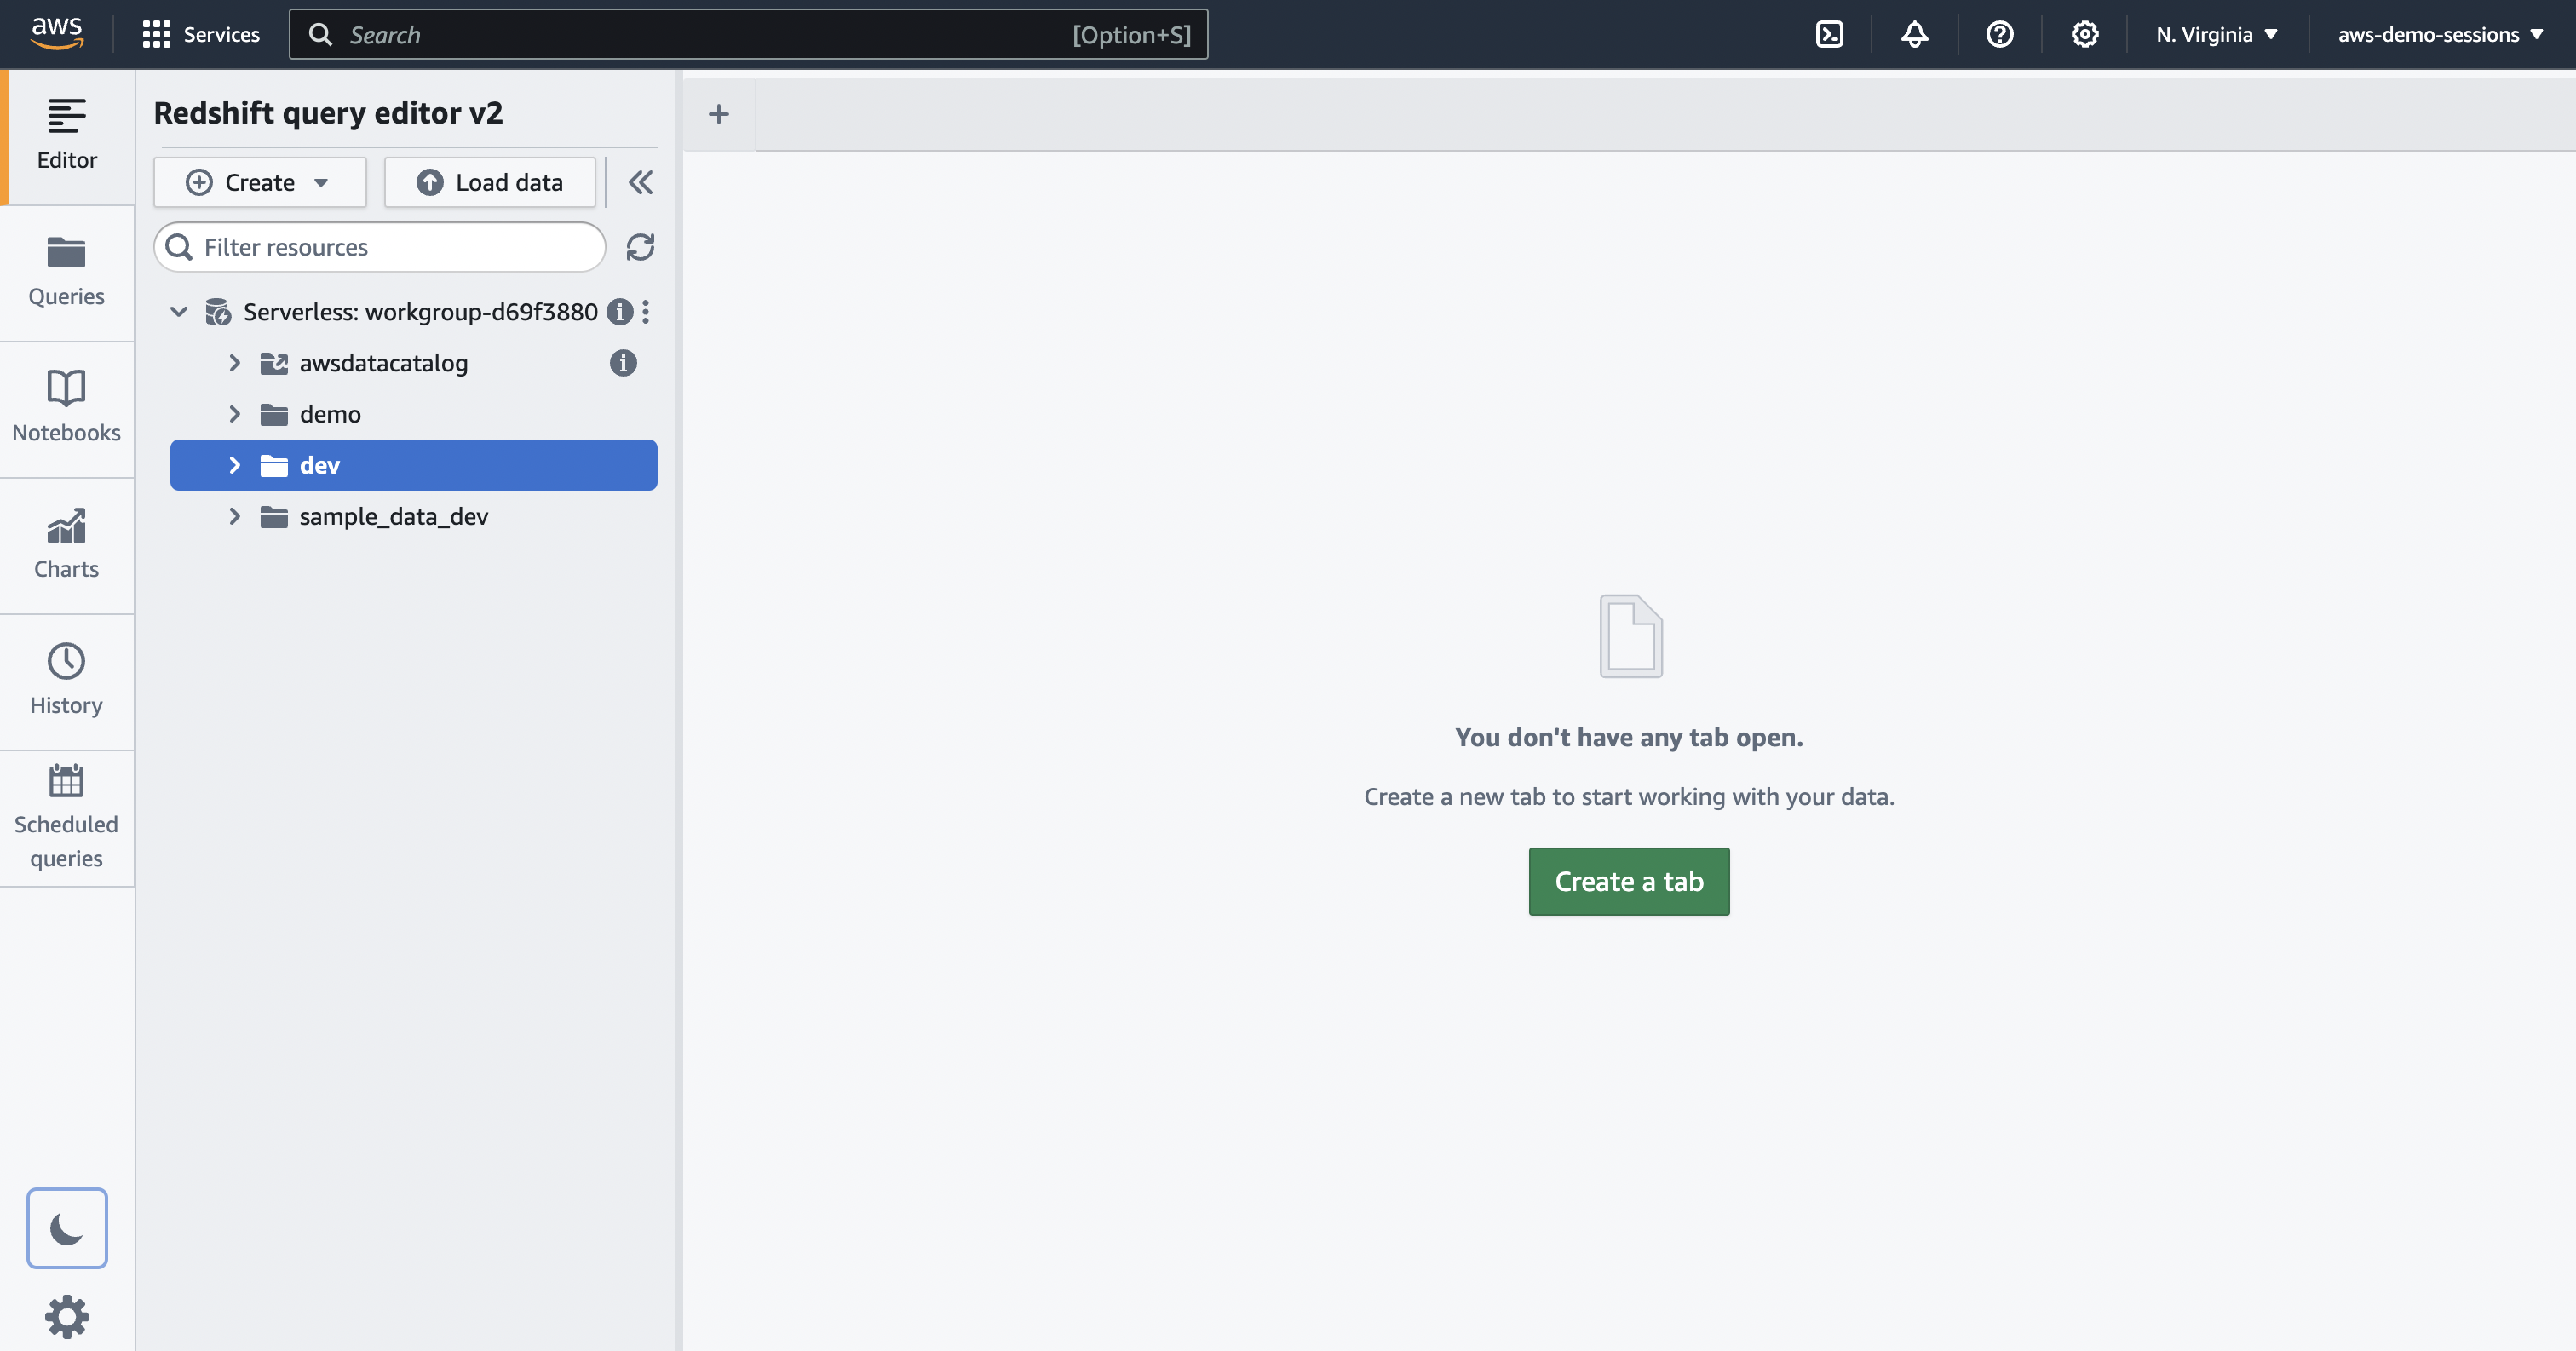 aws
Services
Search
[Option+S]
N. Virginia
aws-demo-sessions
Editor
Queries
Notebooks
Charts
History
Scheduled
queries
Redshift query editor v2
Create
Load data
Filter resources
Serverless: workgroup-d69f3880
awsdatacatalog
demo
dev
sample_data_dev
You don't have any tab open.
Create a new tab to start working with your data.
Create a tab